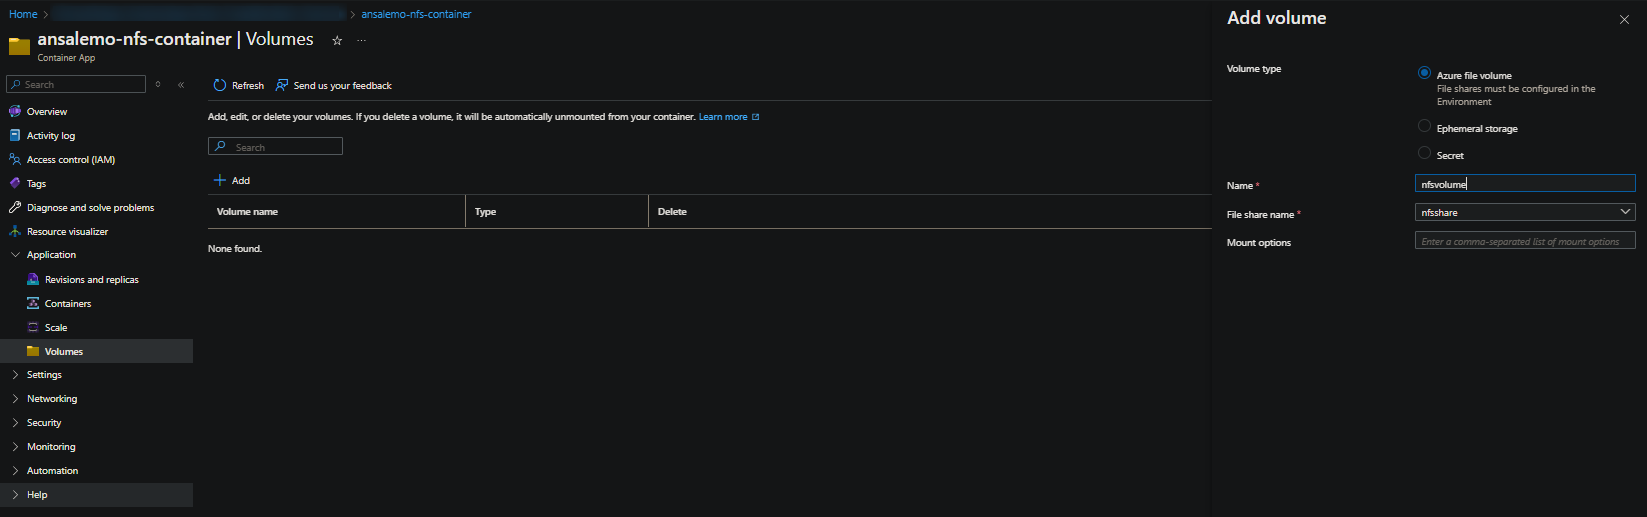 Home > ansalemo-nfs-container
ansalemo-nfs-container | Volumes
Container App
Search
Overview
Activity log
Access control (IAM)
Tags
Diagnose and solve problems
Resource visualizer
Application
Revisions and replicas
Containers
Scale
Volumes
Settings
Networking
Security
Monitoring
Automation
Help
Refresh Send us your feedback
Add, edit, or delete your volumes. If you delete a volume, it will be automatically unmounted from your container. Learn more
Search
Add
Volume name Type Delete
None found.
Add volume
Volume type
Azure file volume
File shares must be configured in the
Environment
Ephemeral storage
Secret
Name * nfsvolume
File share name * nfsshare
Mount options Enter a comma-separated list of mount options